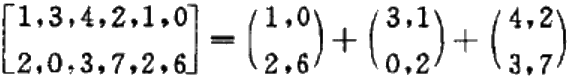 [1,3,4,2,1,0 = (1,0 + (3,1 + (4,2
2,0,3,7,2,6] 2,6) 0,2) 3,7)